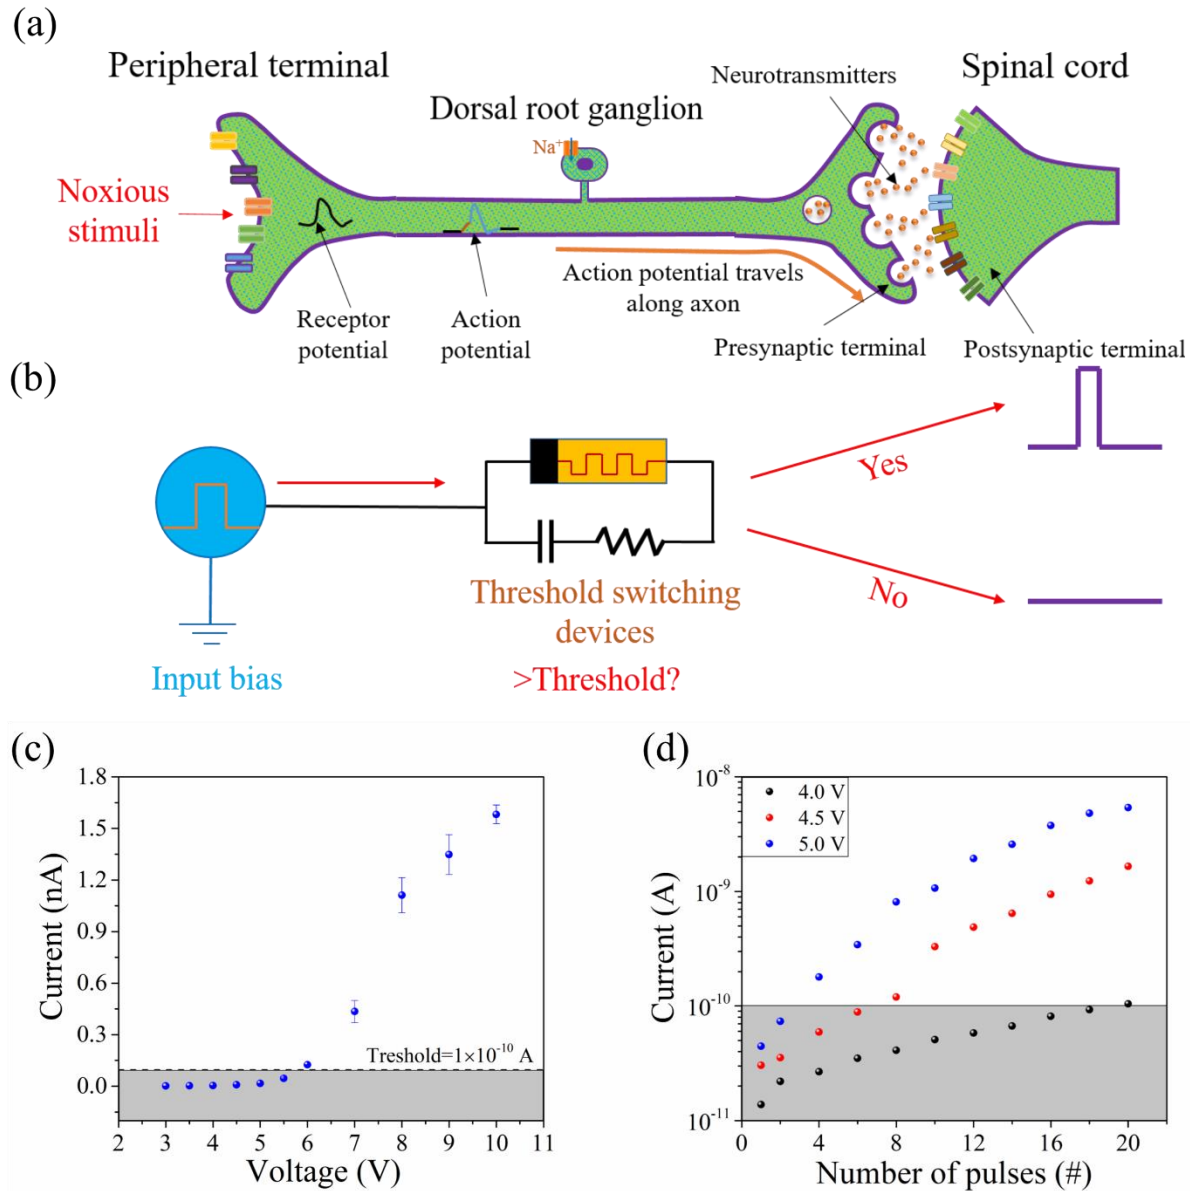 (a)
Peripheral terminal
Neurotransmitters
Spinal cord
Dorsal root ganglion
Na⁺
Noxious
stimuli
Receptor
potential
Action
potential
Action potential travels
along axon
Presynaptic terminal
Postsynaptic terminal
(b)
Yes
No
Threshold switching
devices
Input bias
>Threshold?
(c)
1.8
1.5
1.2
0.9
0.6
0.3
0.0
Current (nA)
Treshold=1×10⁻¹⁰ A
2 3 4 5 6 7 8 9 10 11
Voltage (V)
(d)
10⁻⁸
10⁻⁹
10⁻¹⁰
10⁻¹¹
Current (A)
4.0 V
4.5 V
5.0 V
0 4 8 12 16 20
Number of pulses (#)